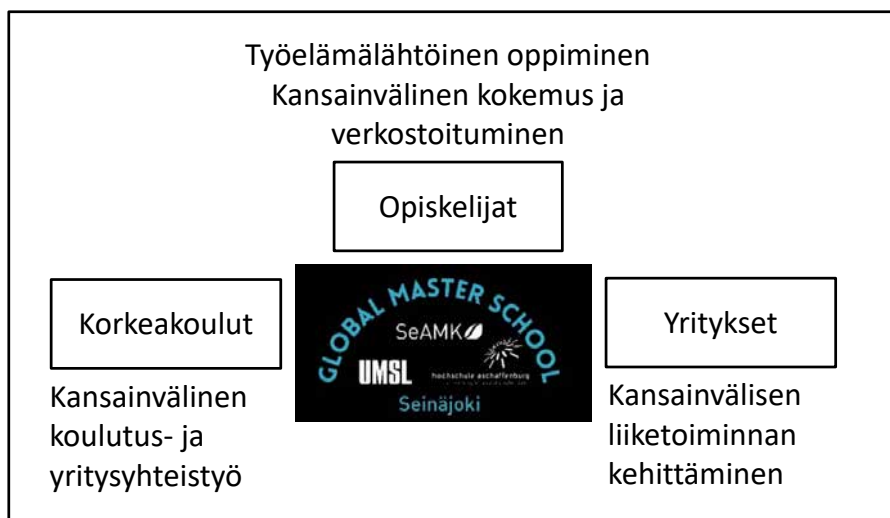 Työelämälähtöinen oppiminen
Kansainvälinen kokemus ja
verkostoituminen
Opiskelijat
Korkeakoulut
GLOBAL MASTER SCHOOL
SeAMK
UMSL
hochschule aschaffenburg
Seinäjoki
Yritykset
Kansainvälinen
koulutus- ja
yritysyhteistyö
Kansainvälisen
liiketoiminnan
kehittäminen